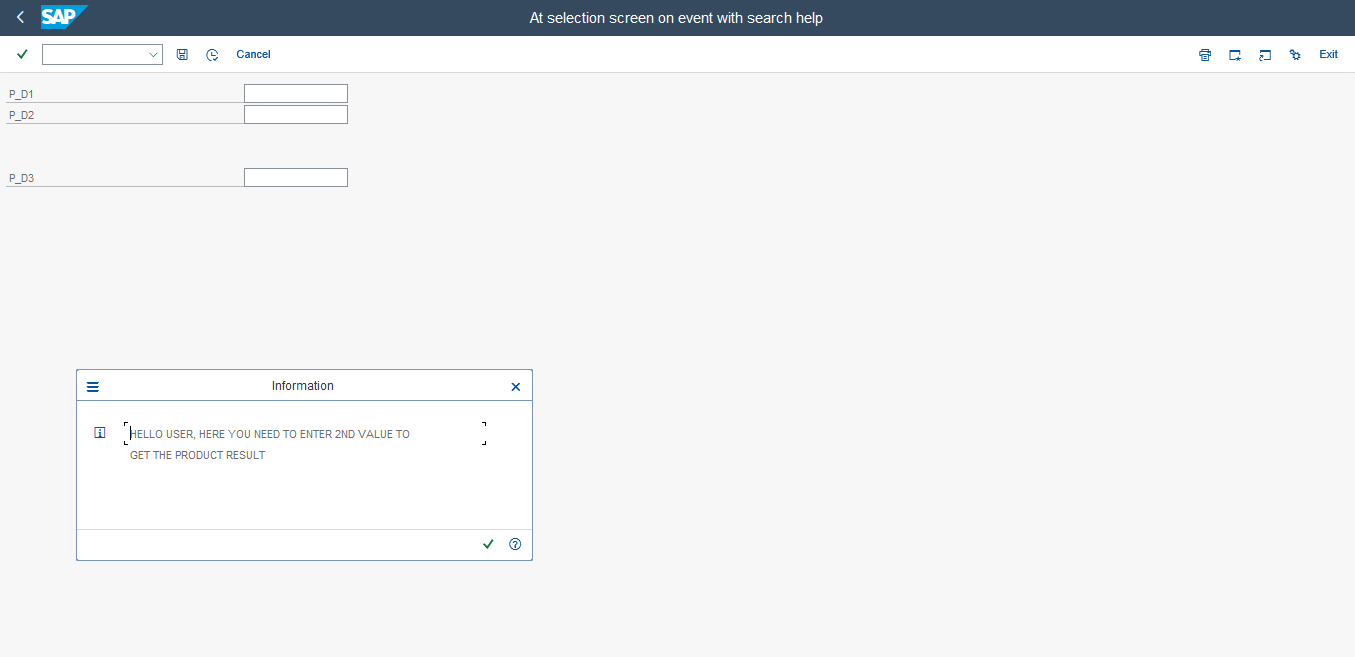 SAP
At selection screen on event with search help
Cancel
Exit
P_D1
P_D2
P_D3
Information
HELLO USER, HERE YOU NEED TO ENTER 2ND VALUE TO
GET THE PRODUCT RESULT